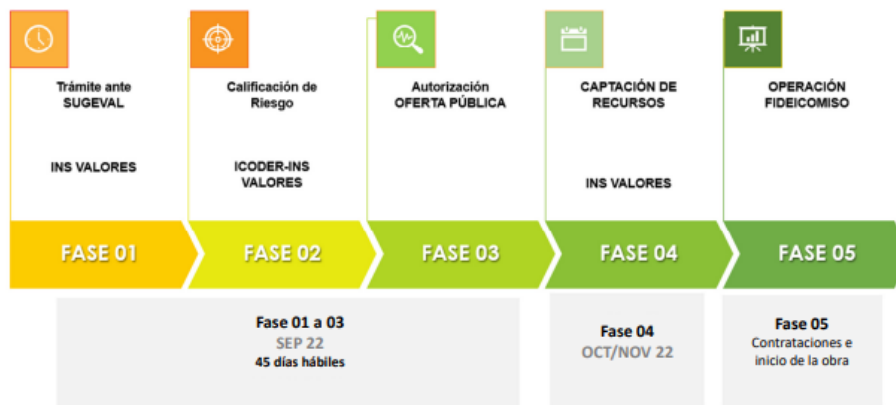 Trámite ante
SUGEVAL
INS VALORES
Calificación de
Riesgo
ICODER-INS
VALORES
Autorización
OFERTA PÚBLICA
CAPTACIÓN DE
RECURSOS
INS VALORES
OPERACIÓN
FIDEICOMISO
FASE 01
FASE 02
FASE 03
FASE 04
FASE 05
Fase 01 a 03
SEP 22
45 días hábiles
Fase 04
OCT/NOV 22
Fase 05
Contrataciones e
inicio de la obra